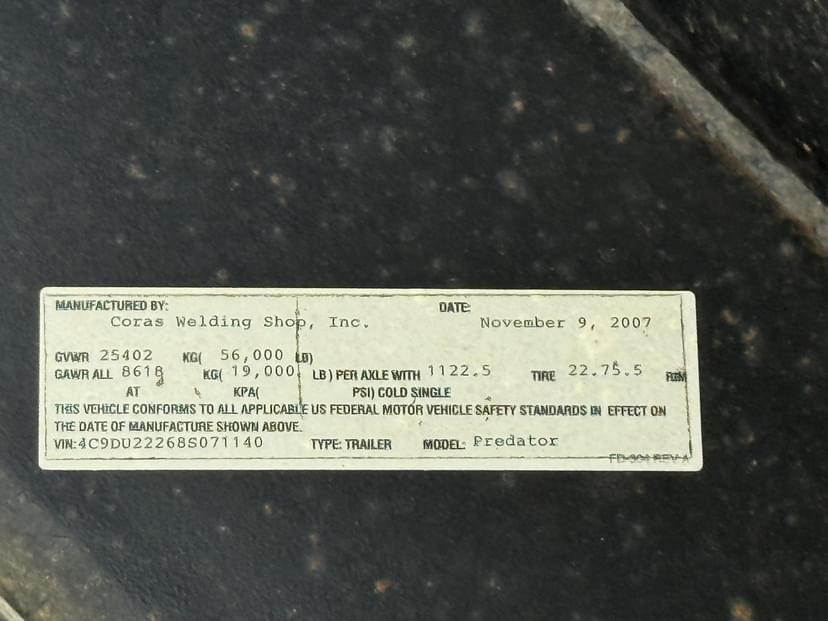 MANUFACTURED BY: DATE:
Coras Welding Shop, Inc. November 9, 2007
GVWR 25402 KG( 56,000 LB)
GAWR ALL 8618 KG( 19,000 LB) PER AXLE WITH 1122.5 TIRE 22.75.5 RIM
AT KPA( PSI) COLD SINGLE
THIS VEHICLE CONFORMS TO ALL APPLICABLE US FEDERAL MOTOR VEHICLE SAFETY STANDARDS IN EFFECT ON
THE DATE OF MANUFACTURE SHOWN ABOVE.
VIN:4C9DU22268S071140 TYPE: TRAILER MODEL: Predator
FD-304 REV A